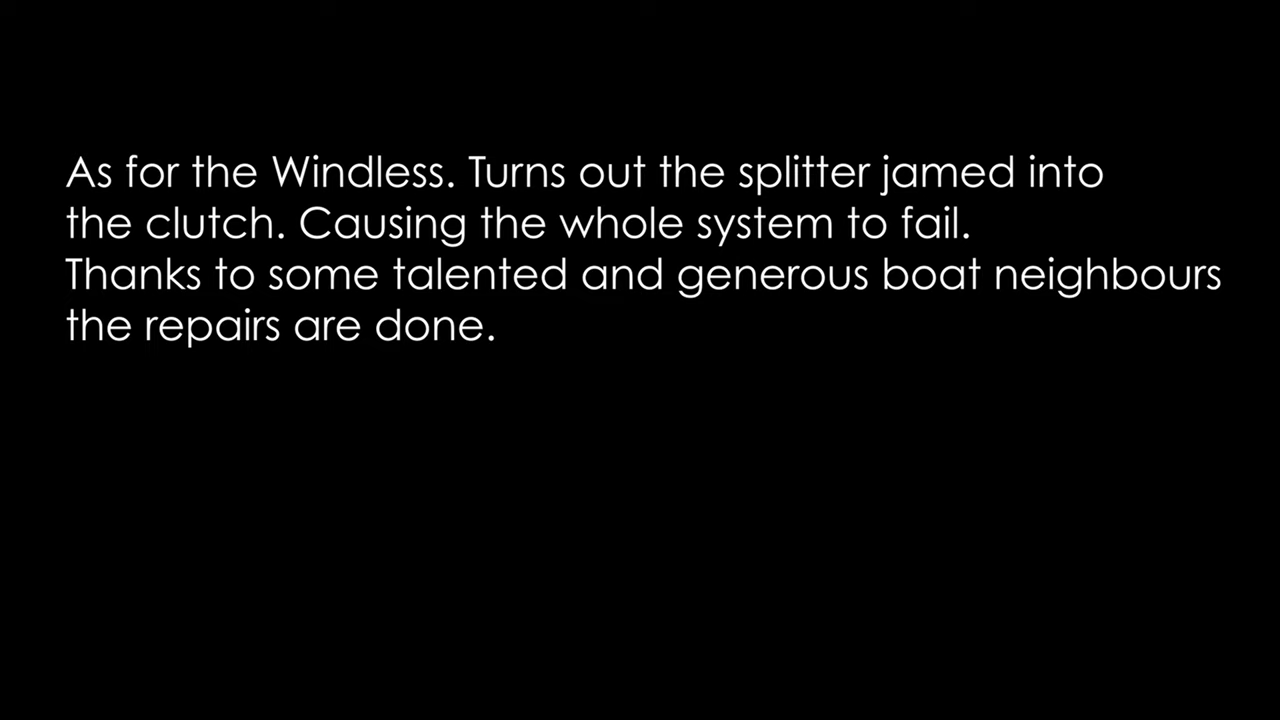 As for the Windless. Turns out the splitter jamed into
the clutch. Causing the whole system to fail.
Thanks to some talented and generous boat neighbours
the repairs are done.